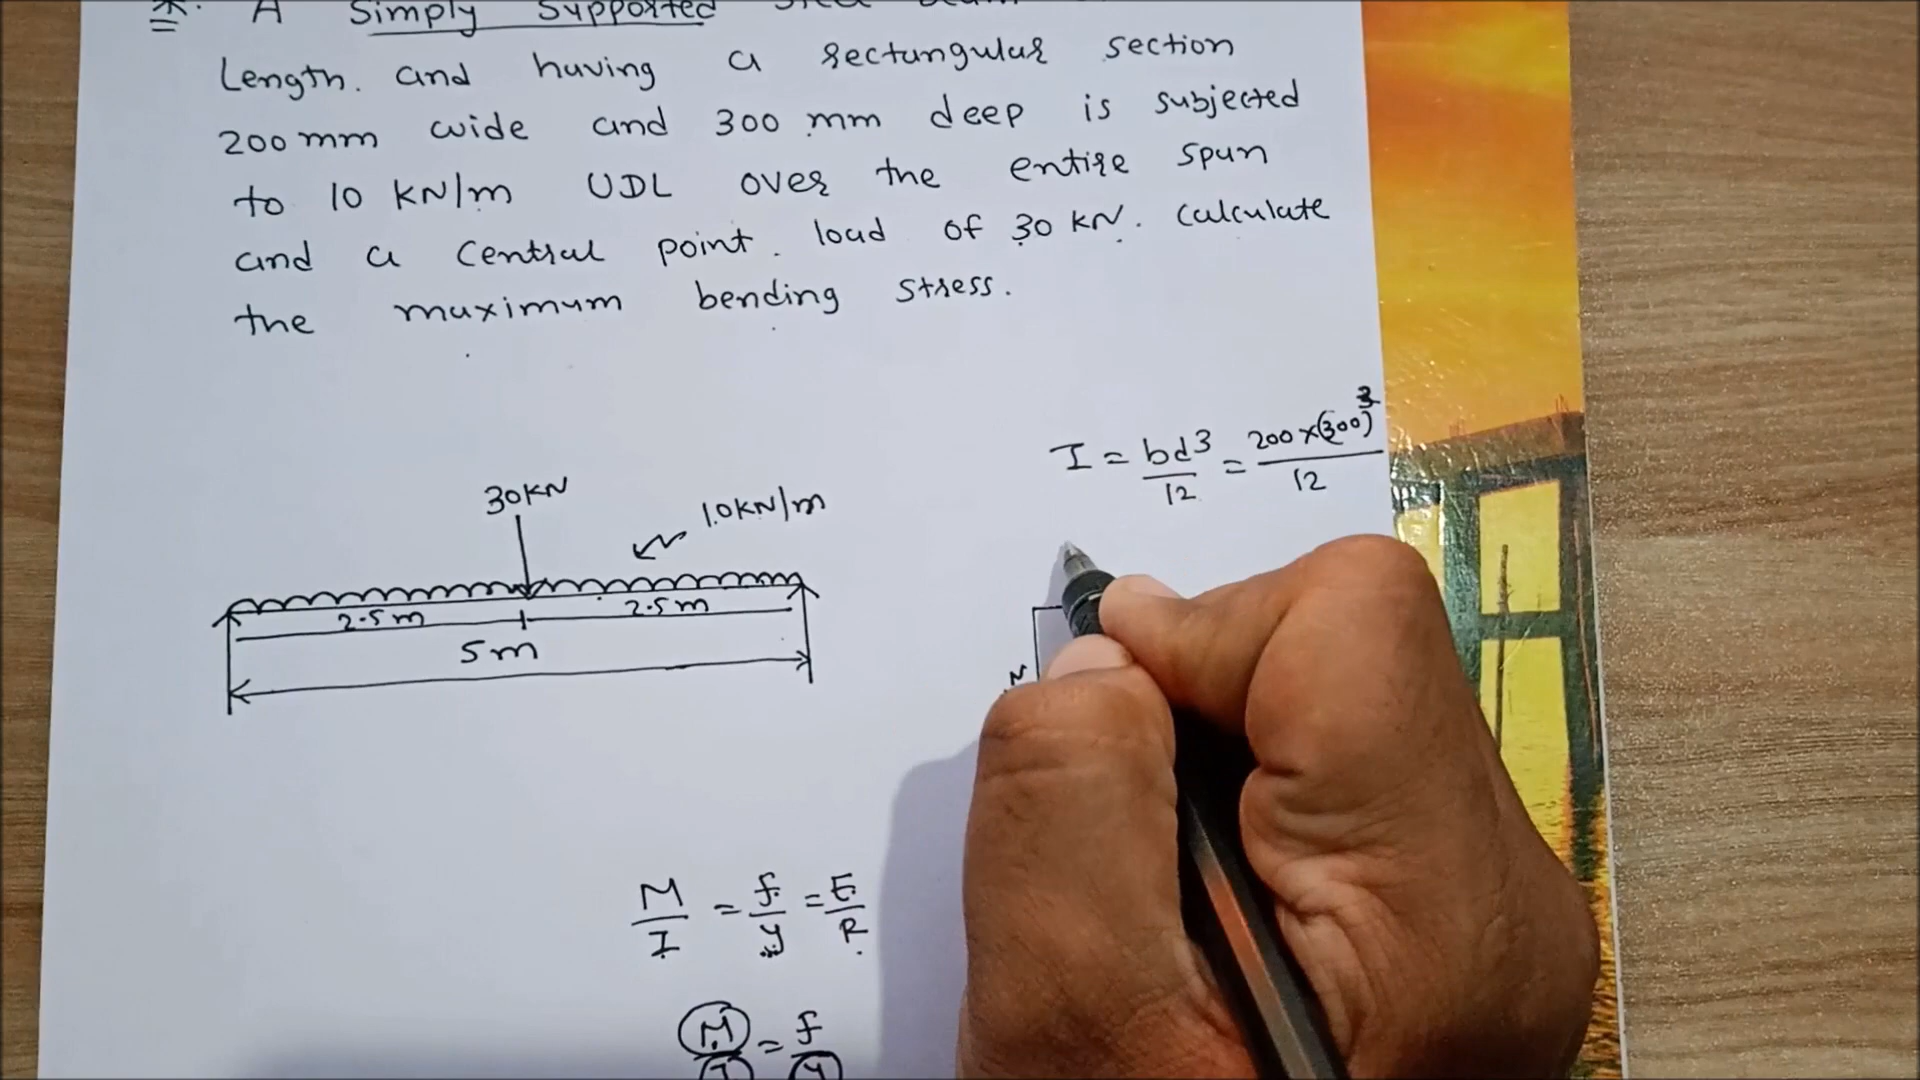 * A Simply Supported Steel beam
Length. and having a rectangular section
200 mm wide and 300 mm deep is subjected
to 10 kN/m UDL over the entire span
and a central point load of 30 kN. Calculate
the maximum bending stress.
I = bd³/12 = 200×(300)³/12
30KN
10KN/m
2.5m 2.5m
5m
N
M/I = f/y = E/R
M/I = f/y